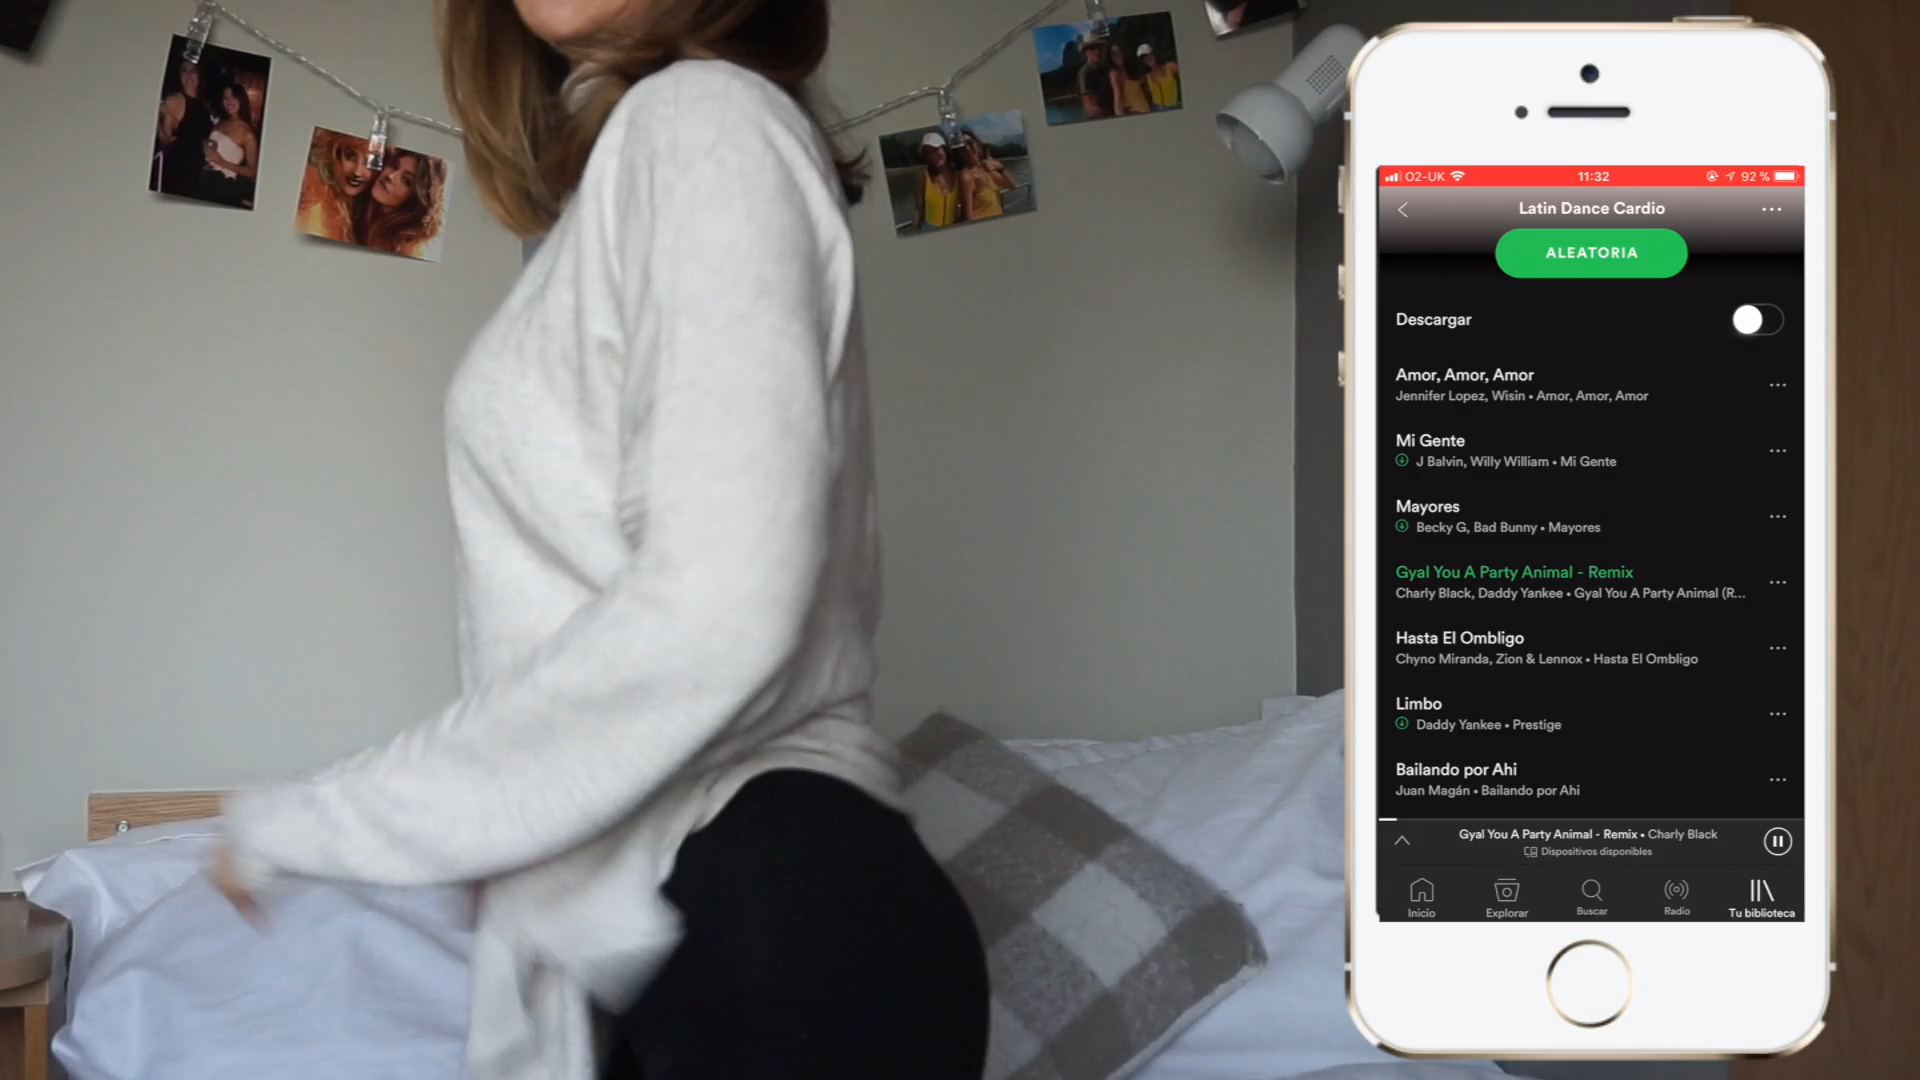 O2-UK 11:32 92 %
Latin Dance Cardio
ALEATORIA
Descargar
Amor, Amor, Amor
Jennifer Lopez, Wisin • Amor, Amor, Amor
Mi Gente
J Balvin, Willy William • Mi Gente
Mayores
Becky G, Bad Bunny • Mayores
Gyal You A Party Animal - Remix
Charly Black, Daddy Yankee • Gyal You A Party Animal (R...
Hasta El Ombligo
Chyno Miranda, Zion & Lennox • Hasta El Ombligo
Limbo
Daddy Yankee • Prestige
Bailando por Ahi
Juan Magán • Bailando por Ahi
Gyal You A Party Animal - Remix • Charly Black
Dispositivos disponibles
Inicio Explorar Buscar Radio Tu biblioteca